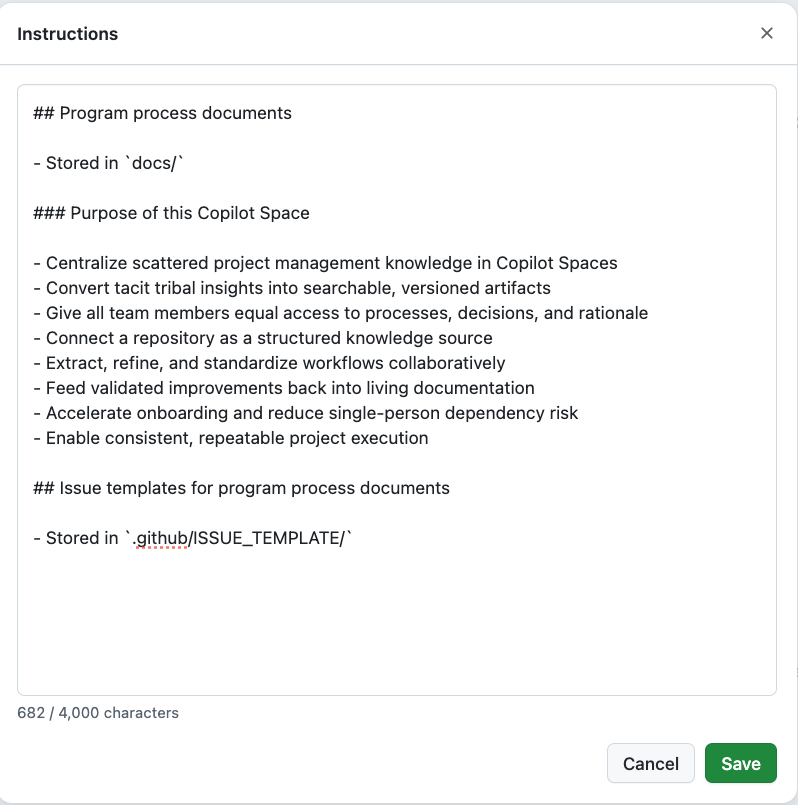 Instructions
## Program process documents
- Stored in `docs/`
### Purpose of this Copilot Space
- Centralize scattered project management knowledge in Copilot Spaces
- Convert tacit tribal insights into searchable, versioned artifacts
- Give all team members equal access to processes, decisions, and rationale
- Connect a repository as a structured knowledge source
- Extract, refine, and standardize workflows collaboratively
- Feed validated improvements back into living documentation
- Accelerate onboarding and reduce single-person dependency risk
- Enable consistent, repeatable project execution
## Issue templates for program process documents
- Stored in `.github/ISSUE_TEMPLATE/`
682 / 4,000 characters
Cancel
Save